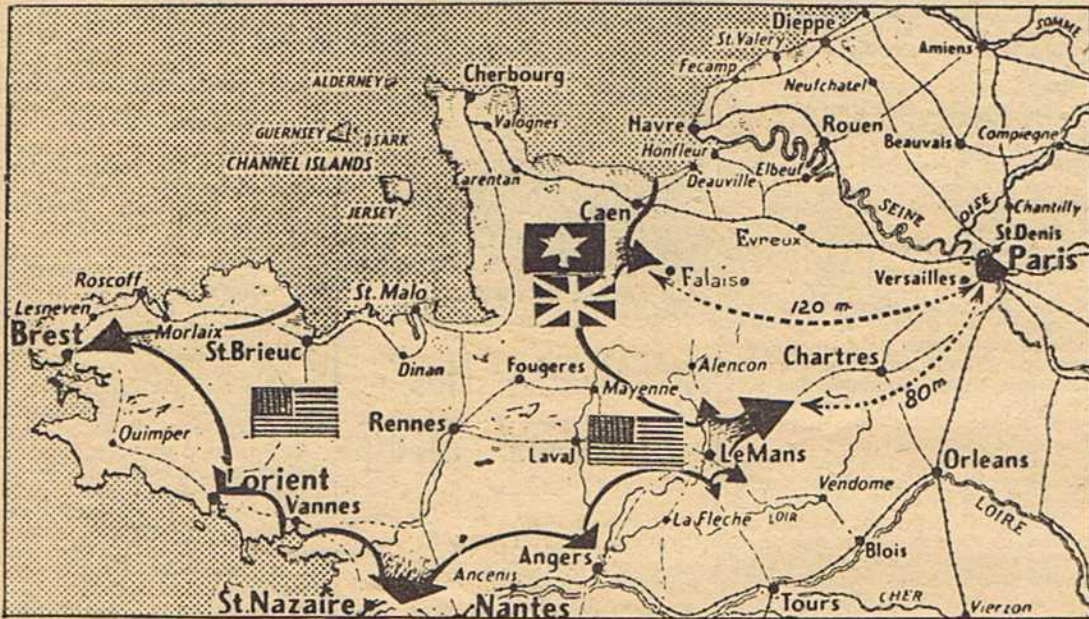 Dieppe
St. Valery
SOMME
Amiens
Fecamp
Cherbourg
ALDERNEY
Neufchatel
Valognes
Havre
Rouen
Compiegne
GUERNSEY
SARK
Beauvais
CHANNEL ISLANDS
Honfleur
Elbeuf
Carentan
Deauville
JERSEY
Caen
SEINE
OISE
Chantilly
Evreux
St.Denis
Paris
Roscoff
Falaise
Versailles
Lesneven
St. Malo
120 m
Brest
Morlaix
St.Brieuc
Dinan
Fougeres
Alencon
Chartres
Mayenne
80 m
Quimper
Rennes
Laval
LeMans
Orleans
Lorient
Vannes
Vendome
LOIRE
La Fleche
LOIR
Angers
Blois
Ancenis
St.Nazaire
Nantes
Tours
CHER
Vierzon